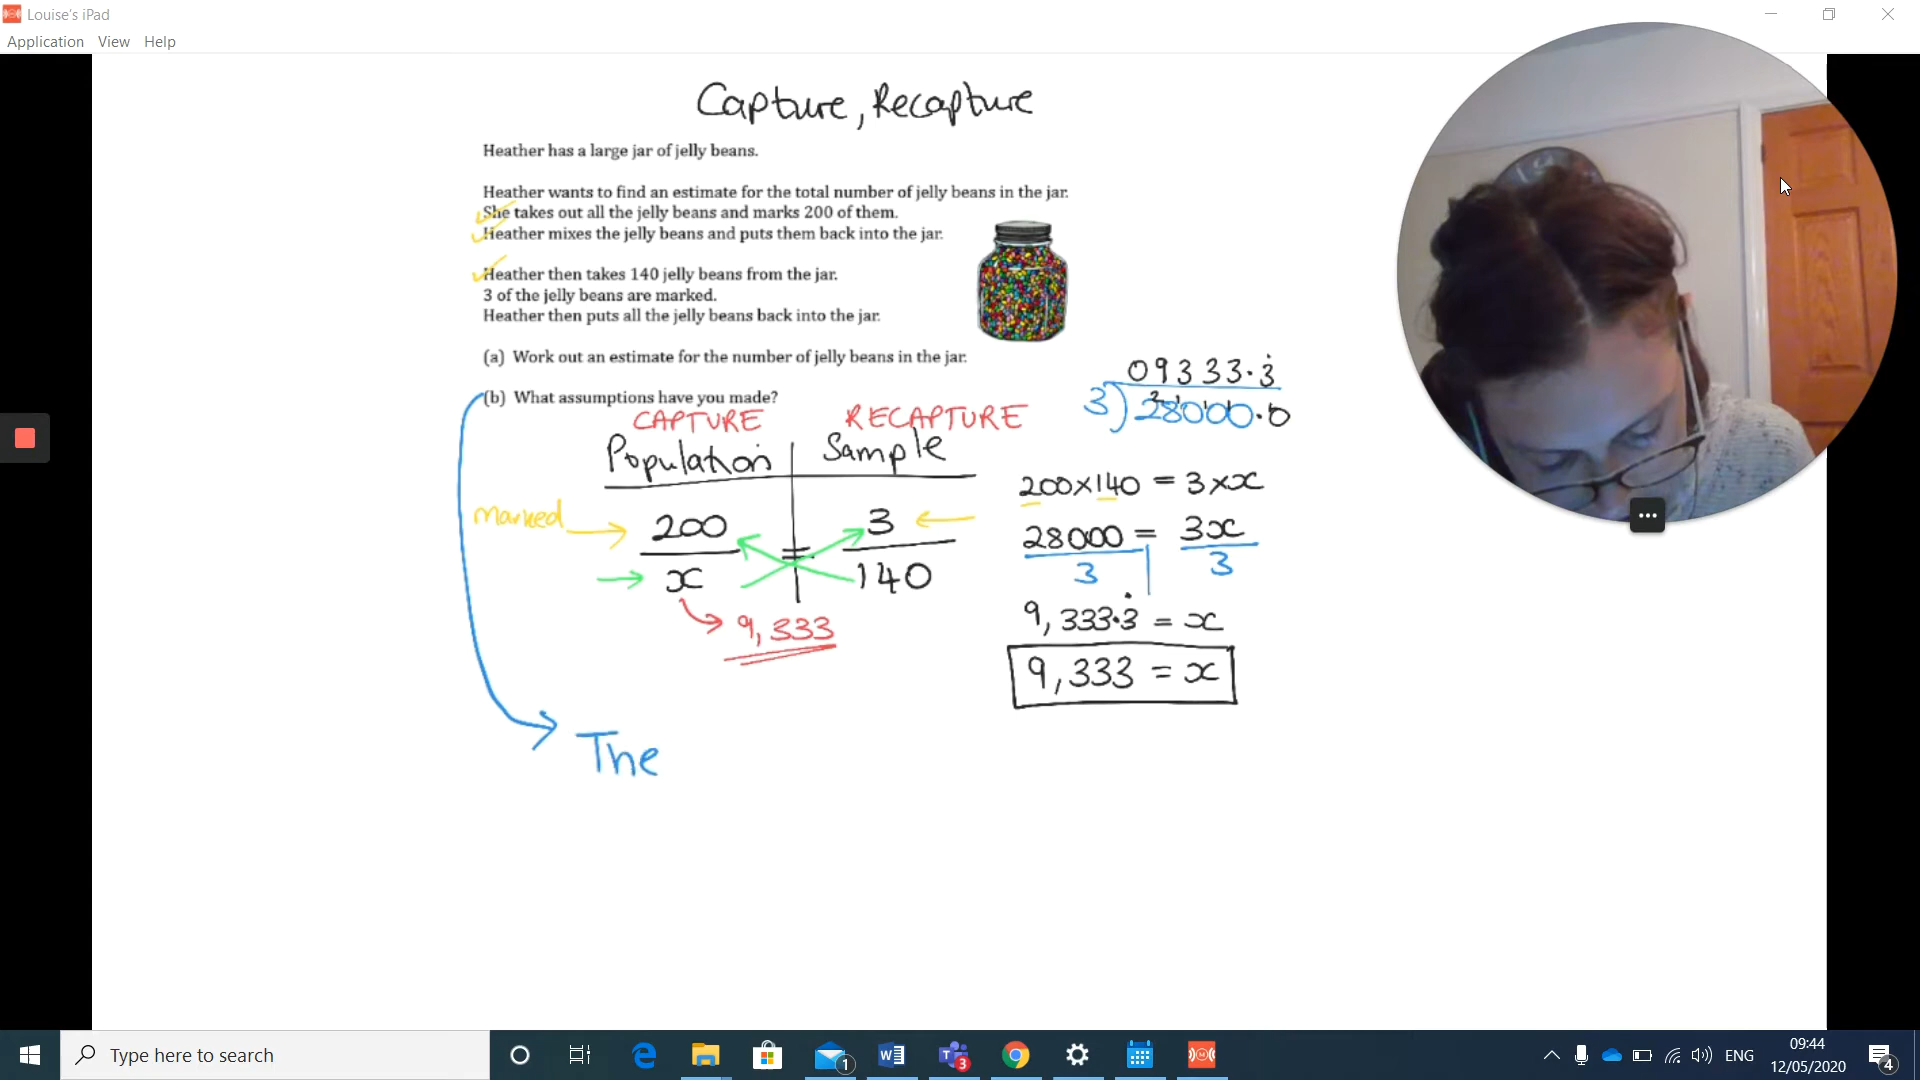 Louise's iPad
Application View Help
Capture, Recapture
Heather has a large jar of jelly beans.
Heather wants to find an estimate for the total number of jelly beans in the jar.
She takes out all the jelly beans and marks 200 of them.
Heather mixes the jelly beans and puts them back into the jar.
Heather then takes 140 jelly beans from the jar.
3 of the jelly beans are marked.
Heather then puts all the jelly beans back into the jar.
(a) Work out an estimate for the number of jelly beans in the jar.
(b) What assumptions have you made?
CAPTURE RECAPTURE
Population Sample
marked 200 = 3
x 140
9,333
09333.3̇
3 28000.0
2 1 1 1
200×140 = 3×x
28000 = 3x
3 3
9,333.3̇ = x
9,333 = x
The
Type here to search
1
3
ENG
09:44
12/05/2020
4